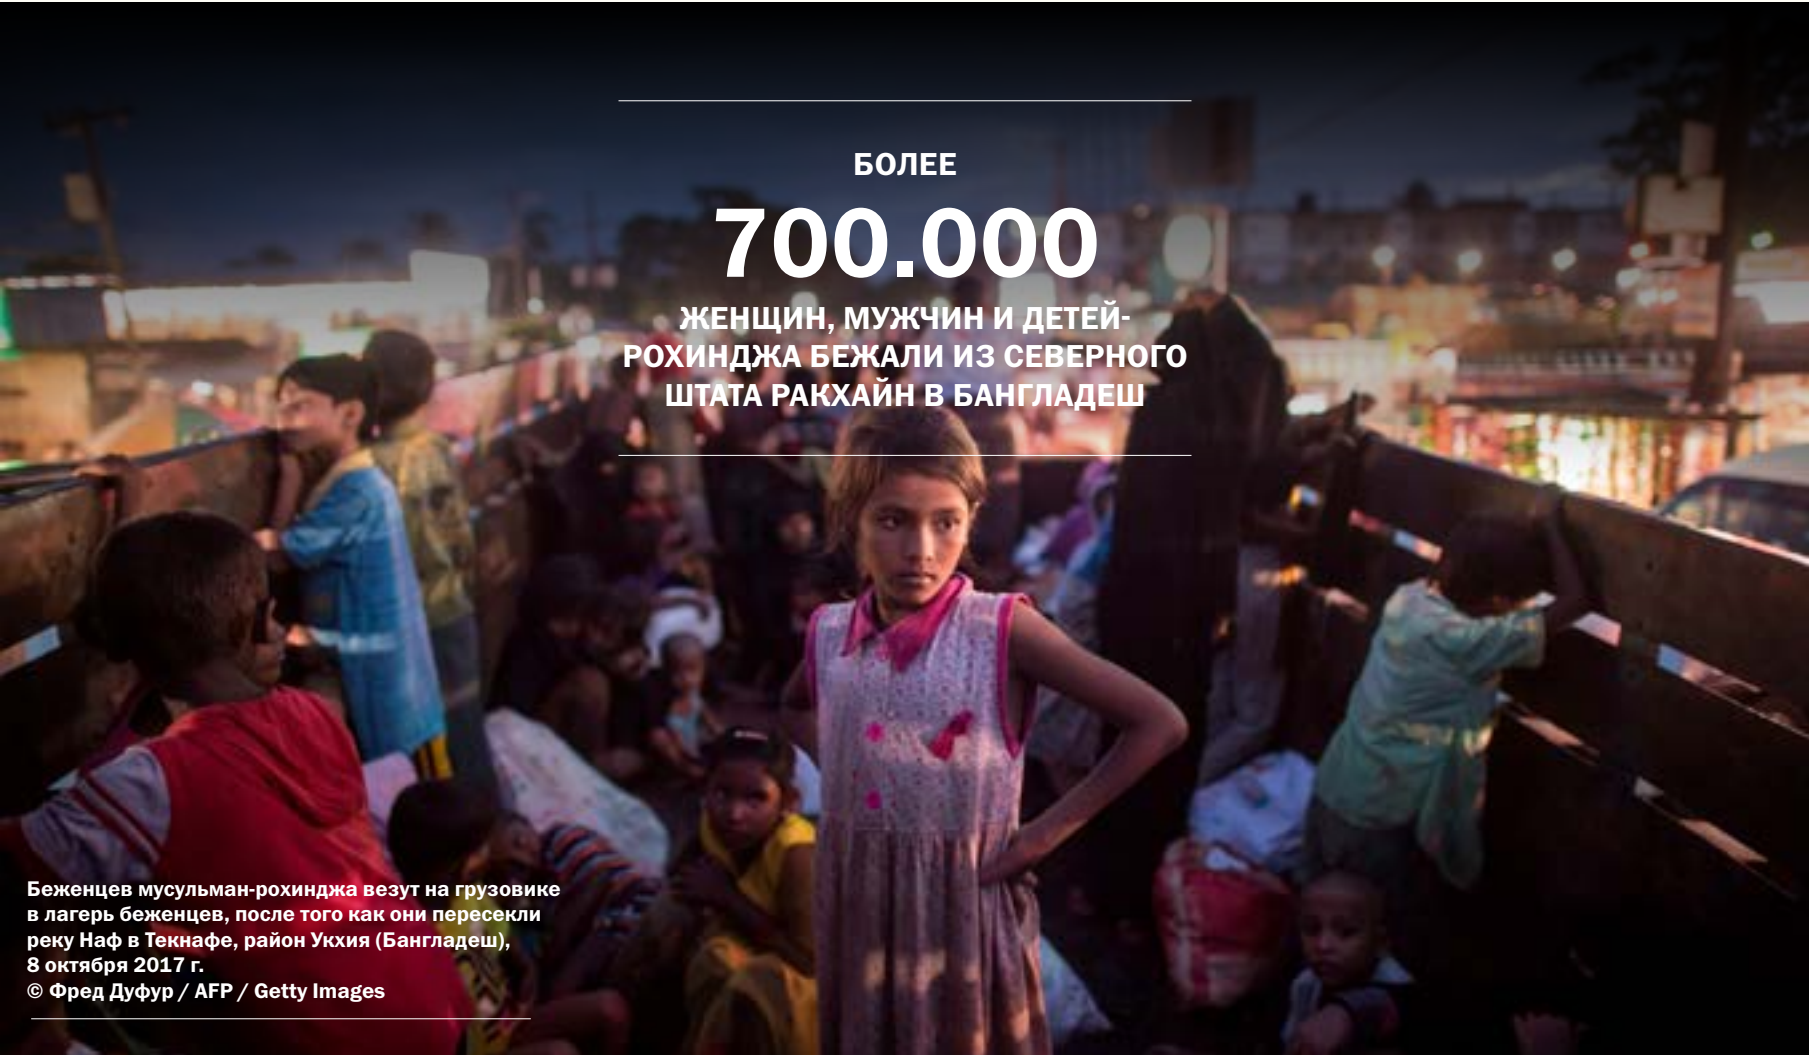 БОЛЕЕ
700.000
ЖЕНЩИН, МУЖЧИН И ДЕТЕЙ-
РОХИНДЖА БЕЖАЛИ ИЗ СЕВЕРНОГО
ШТАТА РАКХАЙН В БАНГЛАДЕШ
Беженцев мусульман-рохинджа везут на грузовике
в лагерь беженцев, после того как они пересекли
реку Наф в Текнафе, район Укхия (Бангладеш),
8 октября 2017 г.
© Фред Дуфур / AFP / Getty Images